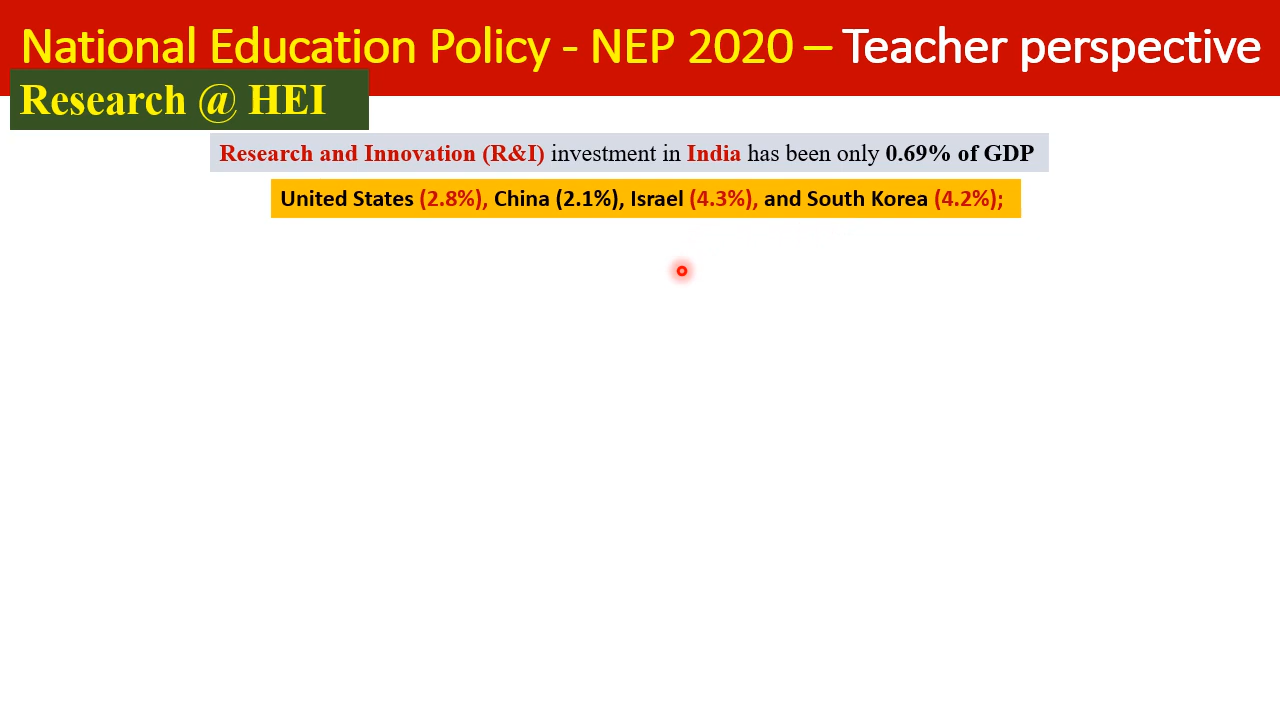 National Education Policy - NEP 2020 – Teacher perspective
Research @ HEI
Research and Innovation (R&I) investment in India has been only 0.69% of GDP
United States (2.8%), China (2.1%), Israel (4.3%), and South Korea (4.2%);